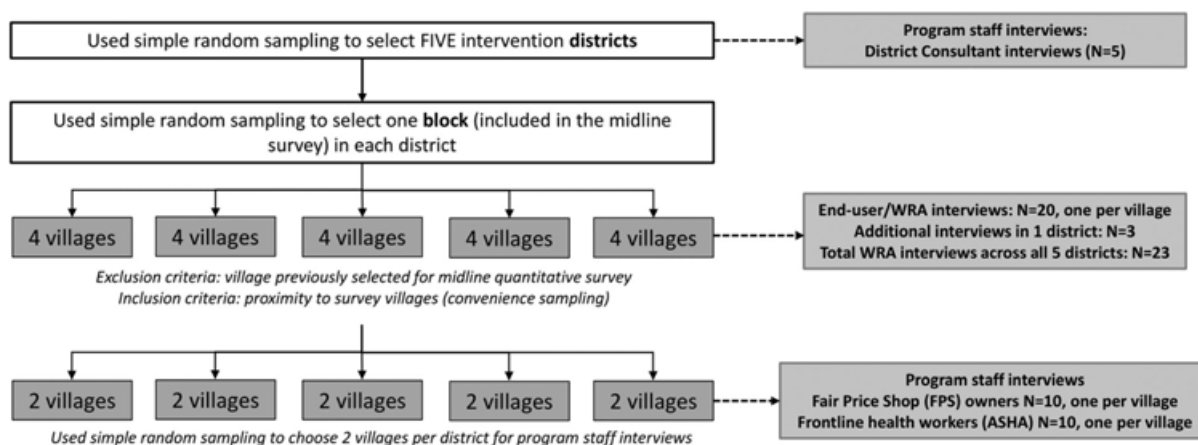 Used simple random sampling to select FIVE intervention districts
Program staff interviews:
District Consultant interviews (N=5)
Used simple random sampling to select one block (included in the midline
survey) in each district
4 villages
4 villages
4 villages
4 villages
4 villages
End-user/WRA interviews: N=20, one per village
Additional interviews in 1 district: N=3
Total WRA interviews across all 5 districts: N=23
Exclusion criteria: village previously selected for midline quantitative survey
Inclusion criteria: proximity to survey villages (convenience sampling)
2 villages
2 villages
2 villages
2 villages
2 villages
Program staff interviews
Fair Price Shop (FPS) owners N=10, one per village
Frontline health workers (ASHA) N=10, one per village
Used simple random sampling to choose 2 villages per district for program staff interviews